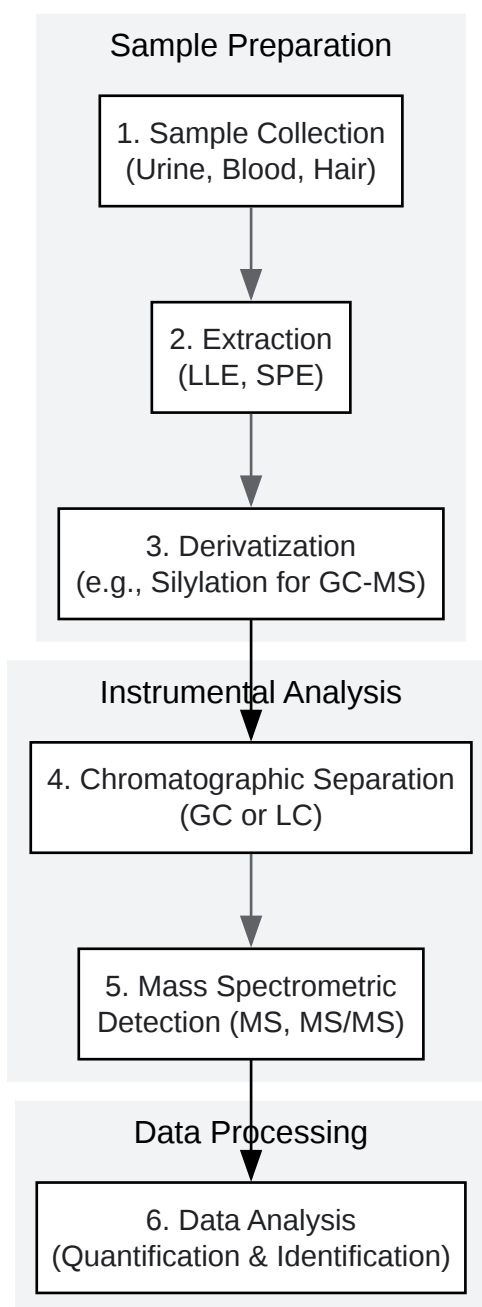 Sample Preparation
1. Sample Collection
(Urine, Blood, Hair)
2. Extraction
(LLE, SPE)
3. Derivatization
(e.g., Silylation for GC-MS)
Instrumental Analysis
4. Chromatographic Separation
(GC or LC)
5. Mass Spectrometric
Detection (MS, MS/MS)
Data Processing
6. Data Analysis
(Quantification & Identification)